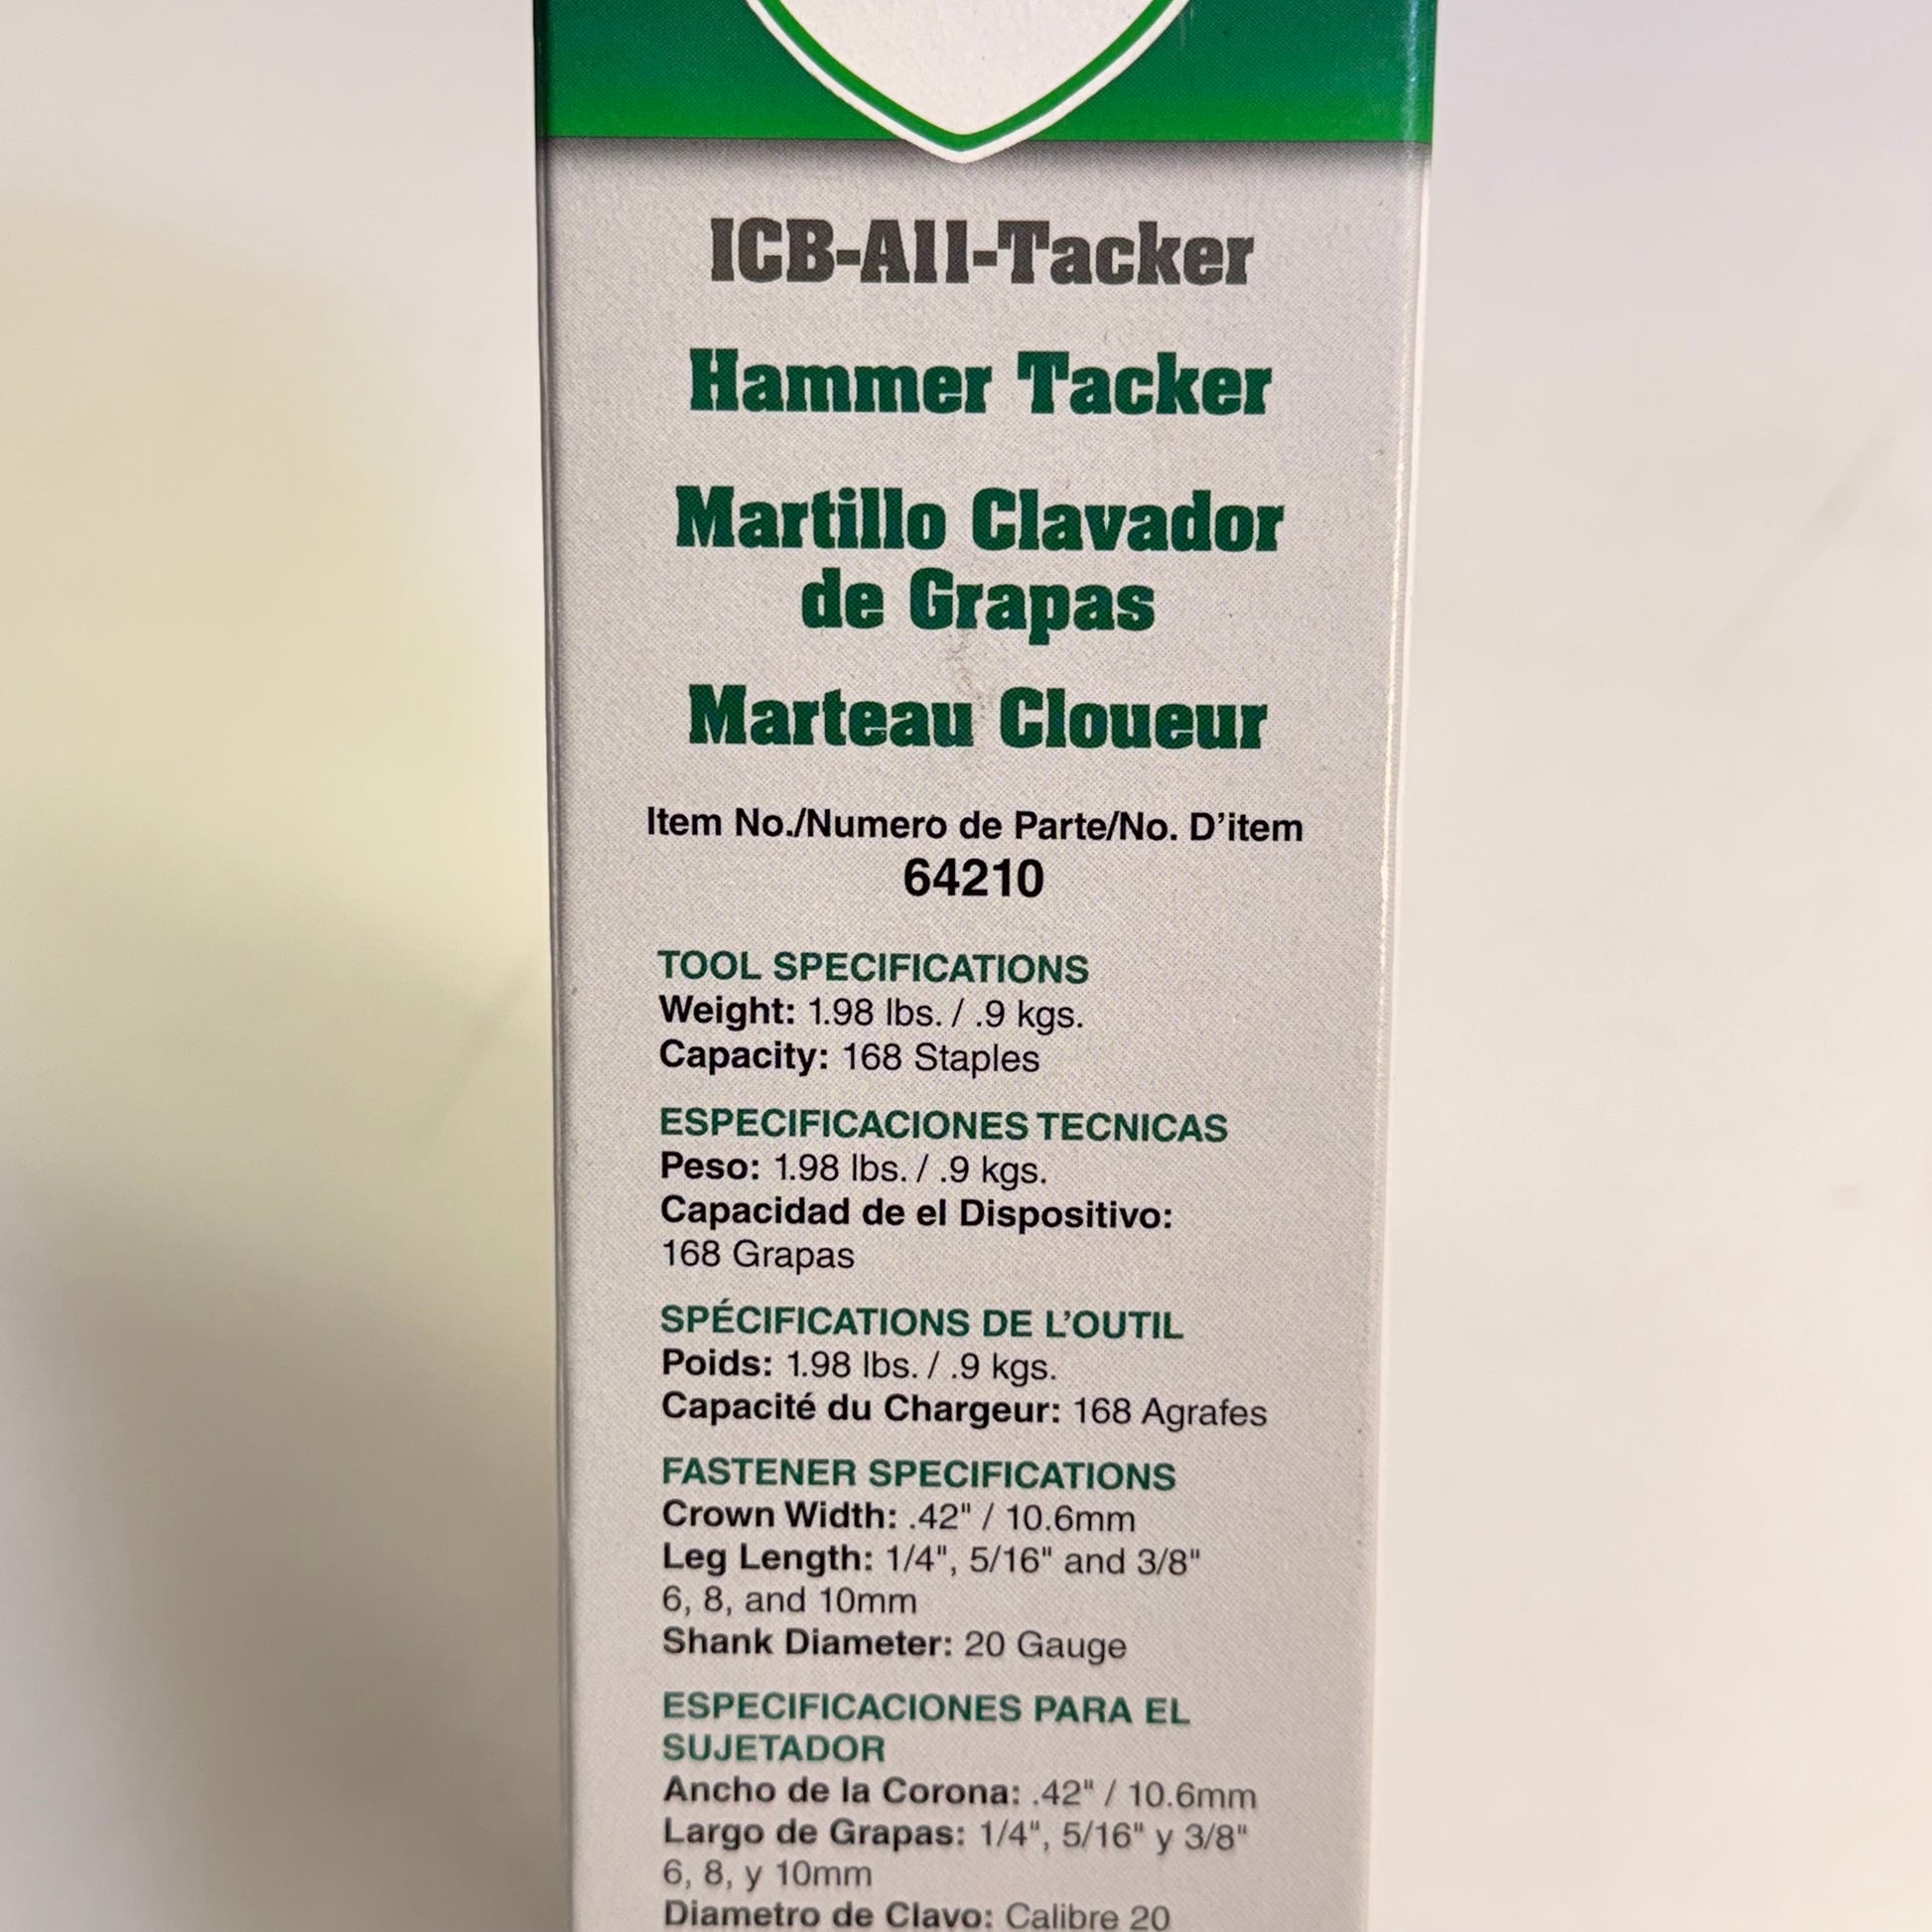 ICB-All-Tacker
Hammer Tacker
Martillo Clavador
de Grapas
Marteau Cloueur
Item No./Numero de Parte/No. D'item
64210
TOOL SPECIFICATIONS
Weight: 1.98 lbs. / .9 kgs.
Capacity: 168 Staples
ESPECIFICACIONES TECNICAS
Peso: 1.98 lbs. / .9 kgs.
Capacidad de el Dispositivo:
168 Grapas
SPÉCIFICATIONS DE L'OUTIL
Poids: 1.98 lbs. / .9 kgs.
Capacité du Chargeur: 168 Agrafes
FASTENER SPECIFICATIONS
Crown Width: .42" / 10.6mm
Leg Length: 1/4", 5/16" and 3/8"
6, 8, and 10mm
Shank Diameter: 20 Gauge
ESPECIFICACIONES PARA EL
SUJETADOR
Ancho de la Corona: .42" / 10.6mm
Largo de Grapas: 1/4", 5/16" y 3/8"
6, 8, y 10mm
Diametro de Clavo: Calibre 20